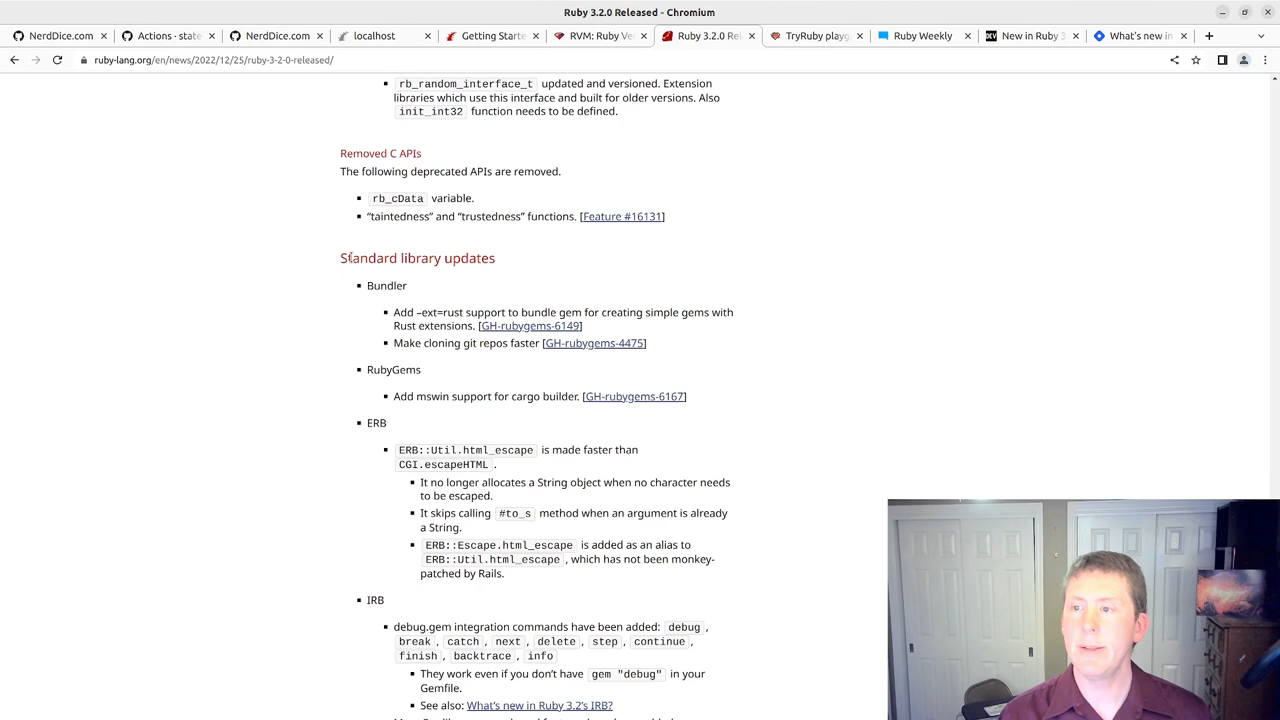 Ruby 3.2.0 Released - Chromium
NerdDice.com
Actions · state
NerdDice.com
localhost
Getting Starte
RVM: Ruby Ve
Ruby 3.2.0 Rel
TryRuby playg
Ruby Weekly
New in Ruby 3
What's new in
ruby-lang.org/en/news/2022/12/25/ruby-3-2-0-released/
rb_random_interface_t updated and versioned. Extension
libraries which use this interface and built for older versions. Also
init_int32 function needs to be defined.
Removed C APIs
The following deprecated APIs are removed.
rb_cData variable.
“taintedness” and “trustedness” functions. [Feature #16131]
Standard library updates
Bundler
Add –ext=rust support to bundle gem for creating simple gems with
Rust extensions. [GH-rubygems-6149]
Make cloning git repos faster [GH-rubygems-4475]
RubyGems
Add mswin support for cargo builder. [GH-rubygems-6167]
ERB
ERB::Util.html_escape is made faster than
CGI.escapeHTML.
It no longer allocates a String object when no character needs
to be escaped.
It skips calling #to_s method when an argument is already
a String.
ERB::Escape.html_escape is added as an alias to
ERB::Util.html_escape, which has not been monkey-
patched by Rails.
IRB
debug.gem integration commands have been added: debug,
break, catch, next, delete, step, continue,
finish, backtrace, info
They work even if you don’t have gem "debug" in your
Gemfile.
See also: What’s new in Ruby 3.2’s IRB?